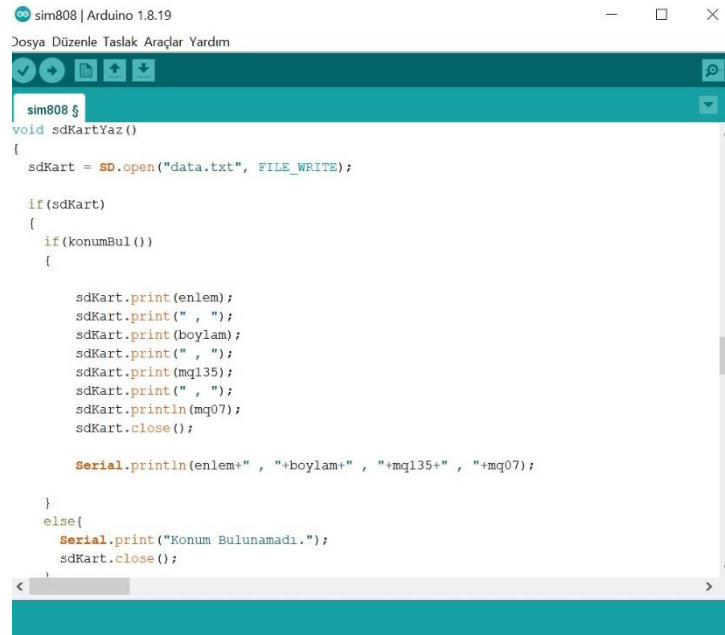 sim808 | Arduino 1.8.19
Dosya Düzenle Taslak Araçlar Yardım
sim808 §
void sdKartYaz()
{
sdKart = SD.open("data.txt", FILE_WRITE);
if(sdKart)
{
if(konumBul())
{
sdKart.print(enlem);
sdKart.print(" , ");
sdKart.print(boylam);
sdKart.print(" , ");
sdKart.print(mq135);
sdKart.print(" , ");
sdKart.println(mq07);
sdKart.close();
Serial.println(enlem+" , "+boylam+" , "+mq135+" , "+mq07);
}
else{
Serial.print("Konum Bulunamadı.");
sdKart.close();
}